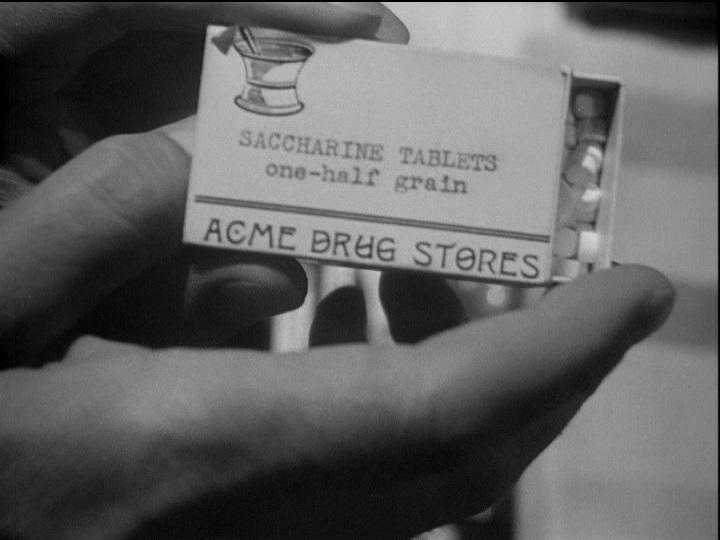 SACCHARINE TABLETS
one-half grain
ACME DRUG STORES